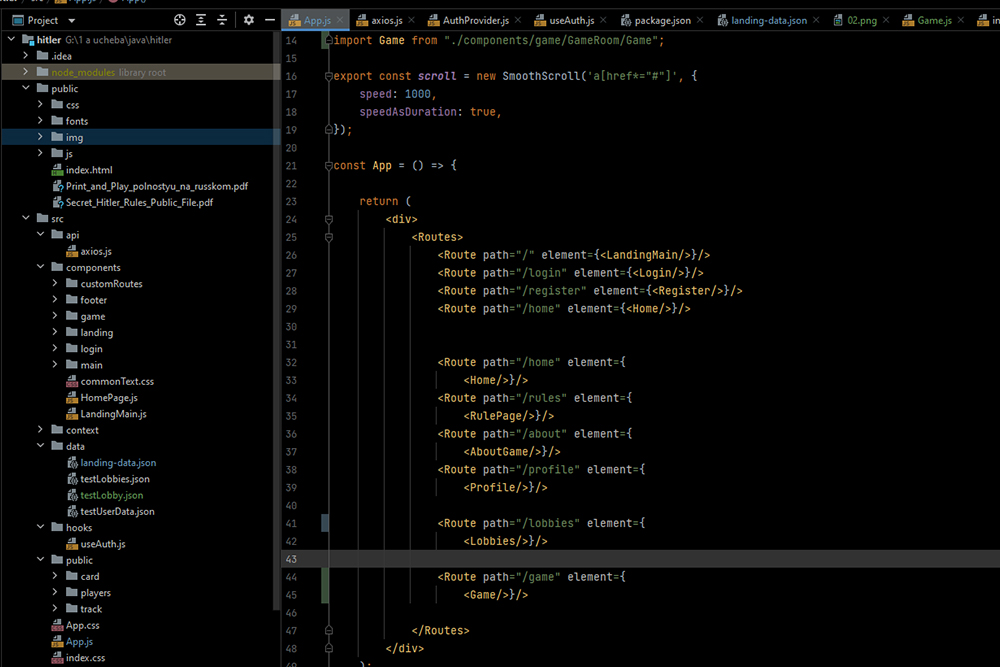 Project
App.js
axios.js
AuthProvider.js
useAuth.js
package.json
landing-data.json
02.png
Game.js
in
hitler G:\1 a ucheba\java\hitler
.idea
node_modules library root
public
css
fonts
img
js
index.html
Print_and_Play_polnostyu_na_russkom.pdf
Secret_Hitler_Rules_Public_File.pdf
src
api
axios.js
components
customRoutes
footer
game
landing
login
main
commonText.css
HomePage.js
LandingMain.js
context
data
landing-data.json
testLobbies.json
testLobby.json
testUserData.json
hooks
useAuth.js
public
card
players
track
App.css
App.js
index.css
14 import Game from "./components/game/GameRoom/Game";
15
16 export const scroll = new SmoothScroll('a[href*="#"]', {
17 speed: 1000,
18 speedAsDuration: true,
19 });
20
21 const App = () => {
22
23 return (
24 <div>
25 <Routes>
26 <Route path="/" element={<LandingMain/>}/>
27 <Route path="/login" element={<Login/>}/>
28 <Route path="/register" element={<Register/>}/>
29 <Route path="/home" element={<Home/>}/>
30
31
32 <Route path="/home" element={
33 <Home/>}/>
34 <Route path="/rules" element={
35 <RulePage/>}/>
36 <Route path="/about" element={
37 <AboutGame/>}/>
38 <Route path="/profile" element={
39 <Profile/>}/>
40
41 <Route path="/lobbies" element={
42 <Lobbies/>}/>
43
44 <Route path="/game" element={
45 <Game/>}/>
46
47 </Routes>
48 </div>
49 );